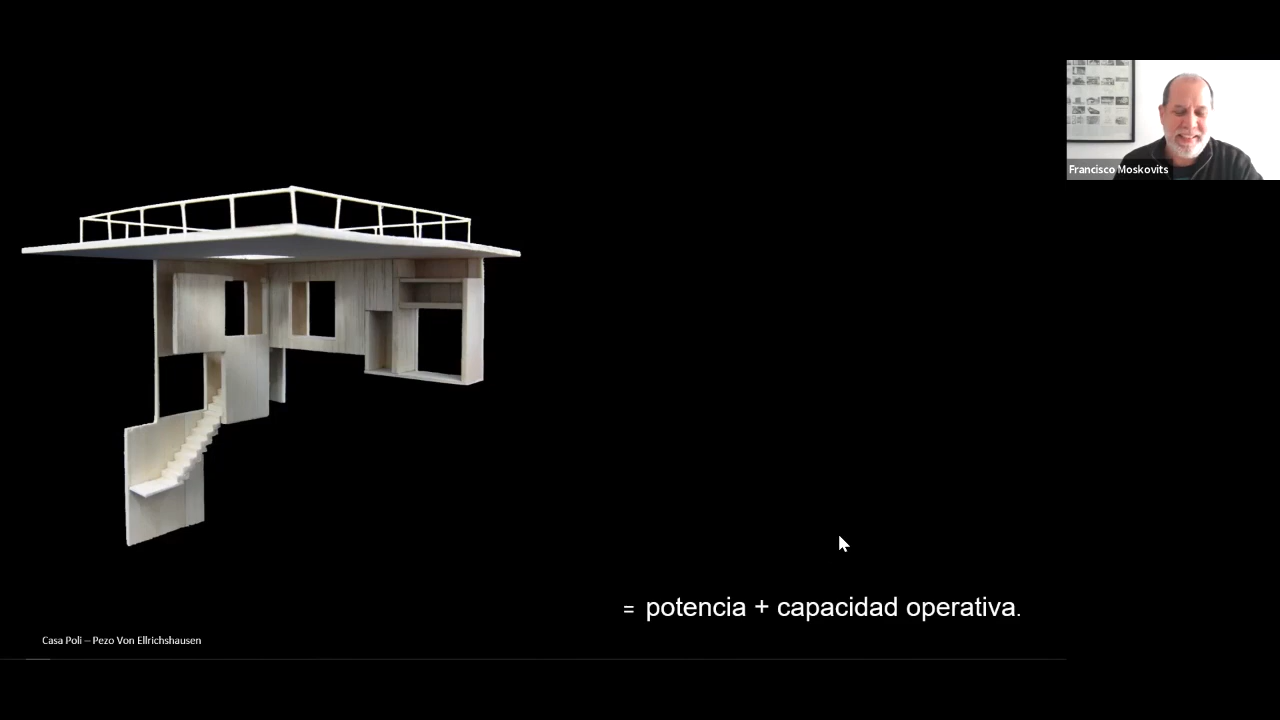 Francisco Moskovits
= potencia + capacidad operativa.
Casa Poli – Pezo Von Ellrichshausen